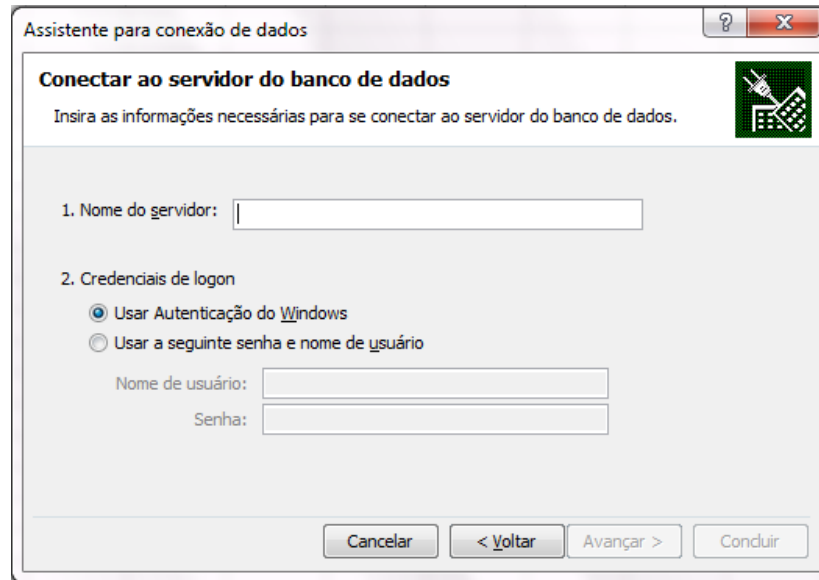 Assistente para conexão de dados
?
X
Conectar ao servidor do banco de dados
Insira as informações necessárias para se conectar ao servidor do banco de dados.
1. Nome do servidor:
2. Credenciais de logon
Usar Autenticação do Windows
Usar a seguinte senha e nome de usuário
Nome de usuário:
Senha:
Cancelar < Voltar Avançar > Concluir